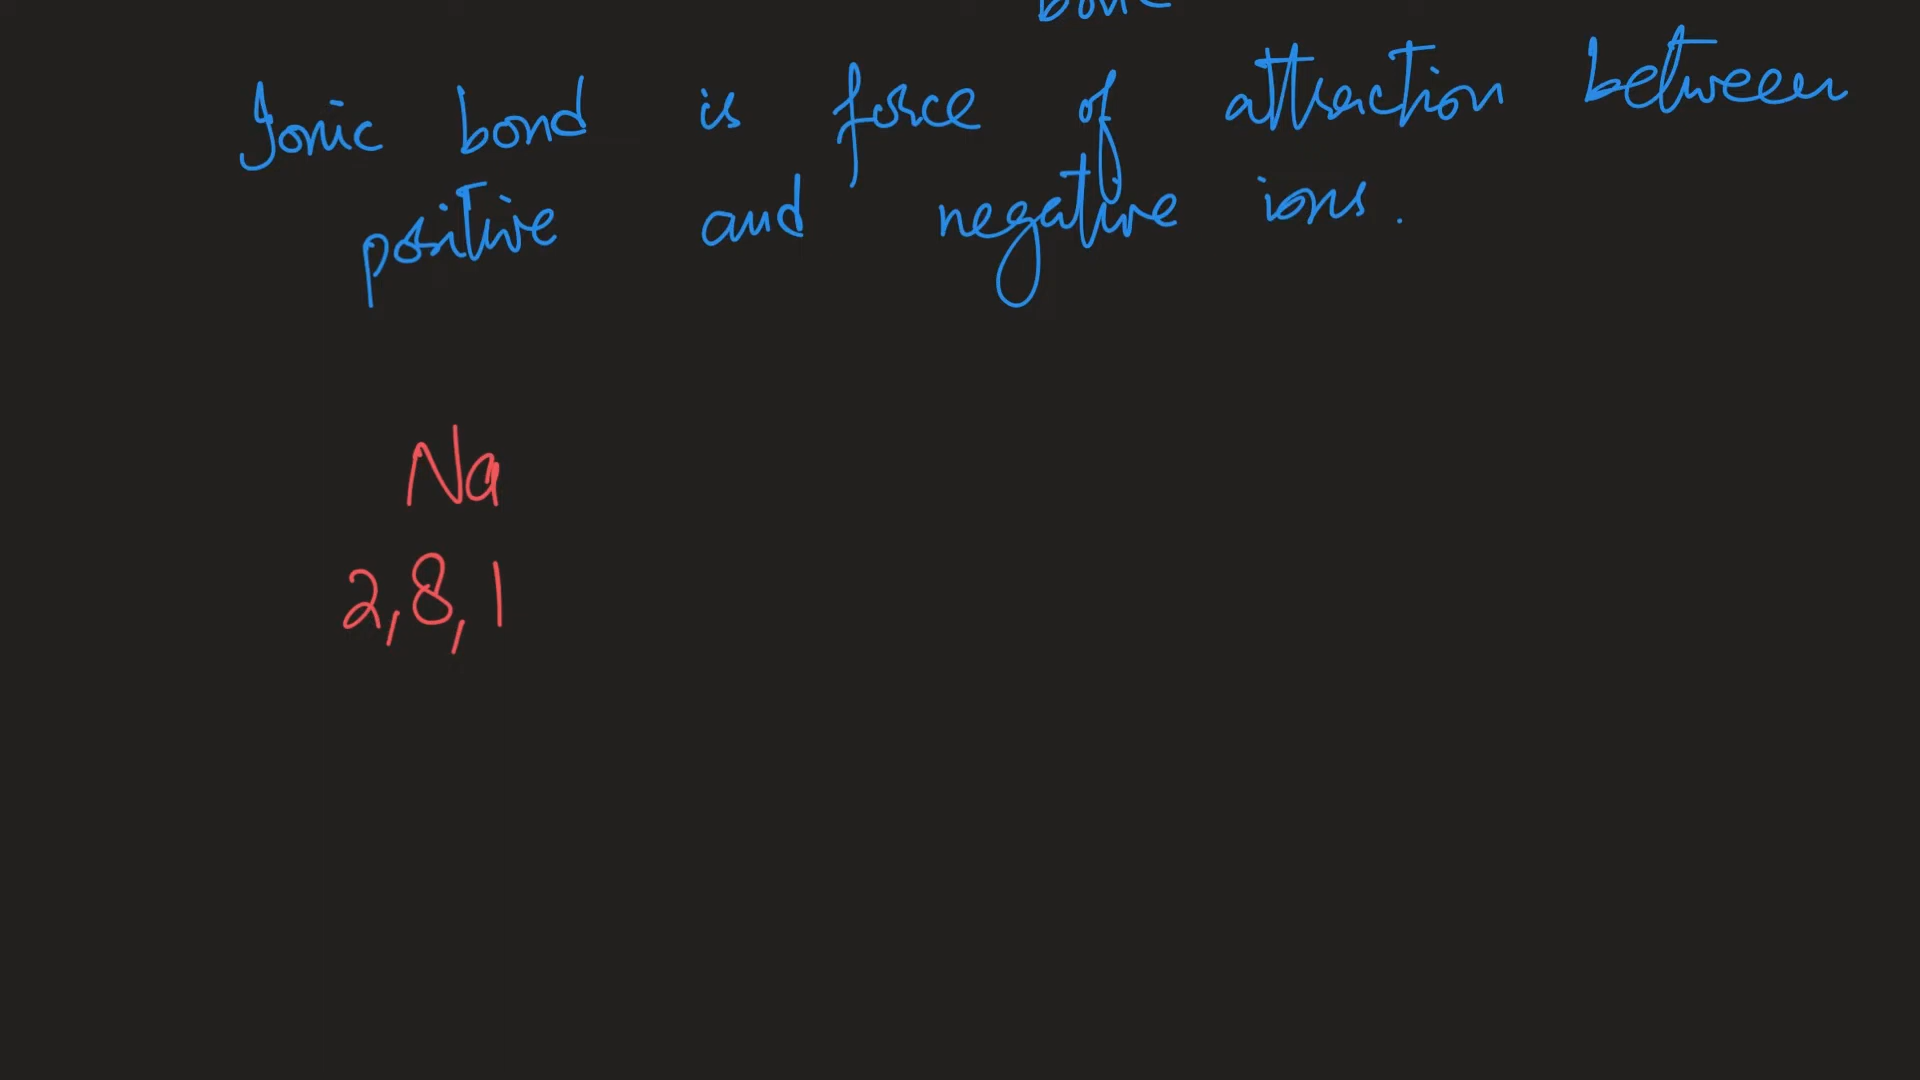 Ionic bond is force of attraction between
positive and negative ions.
Na
2,8,1